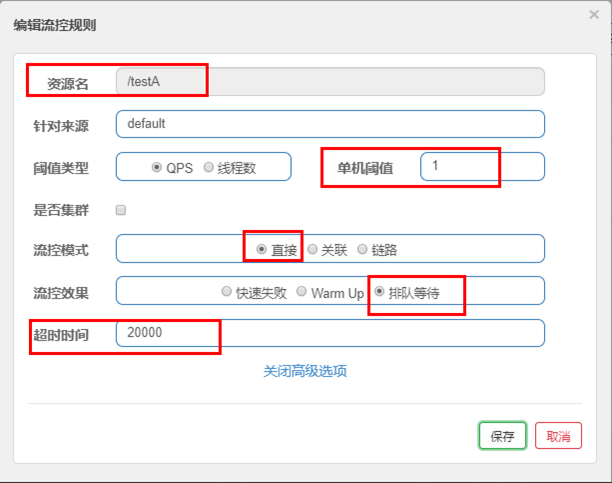 编辑流控规则 ×
资源名 /testA
针对来源 default
阈值类型 QPS 线程数 单机阈值 1
是否集群
流控模式 直接 关联 链路
流控效果 快速失败 Warm Up 排队等待
超时时间 20000
关闭高级选项
保存 取消